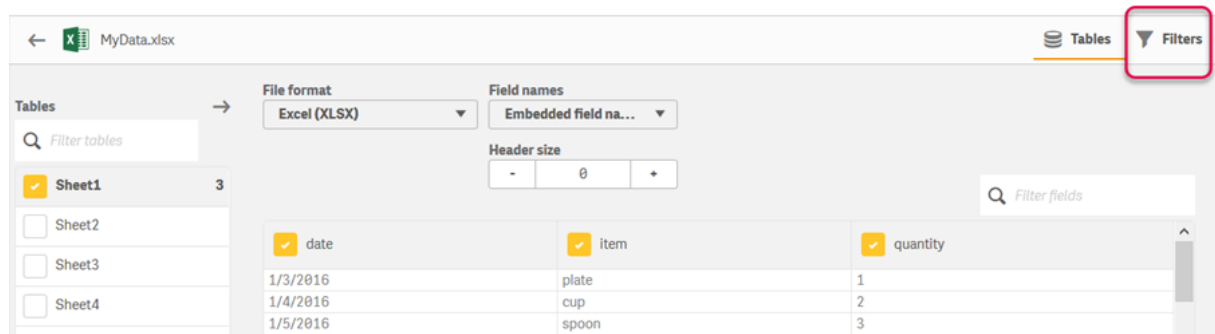 MyData.xlsx
Tables
Filters
Tables
Filter tables
Sheet1 3
Sheet2
Sheet3
Sheet4
File format
Excel (XLSX)
Field names
Embedded field na...
Header size
- 0 +
Filter fields
date item quantity
1/3/2016 plate 1
1/4/2016 cup 2
1/5/2016 spoon 3